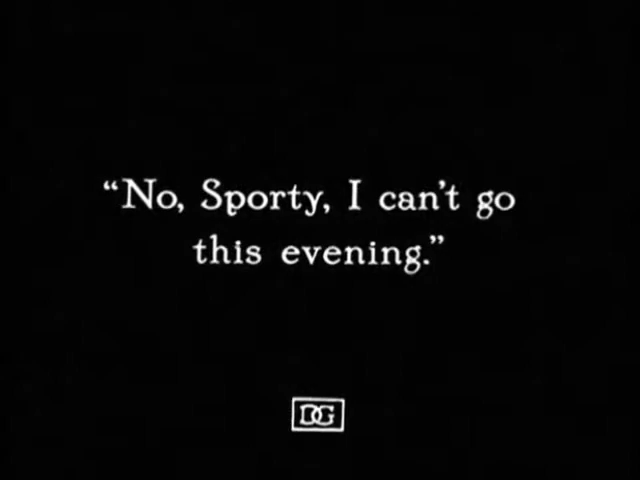 “No, Sporty, I can’t go
this evening.”
DG